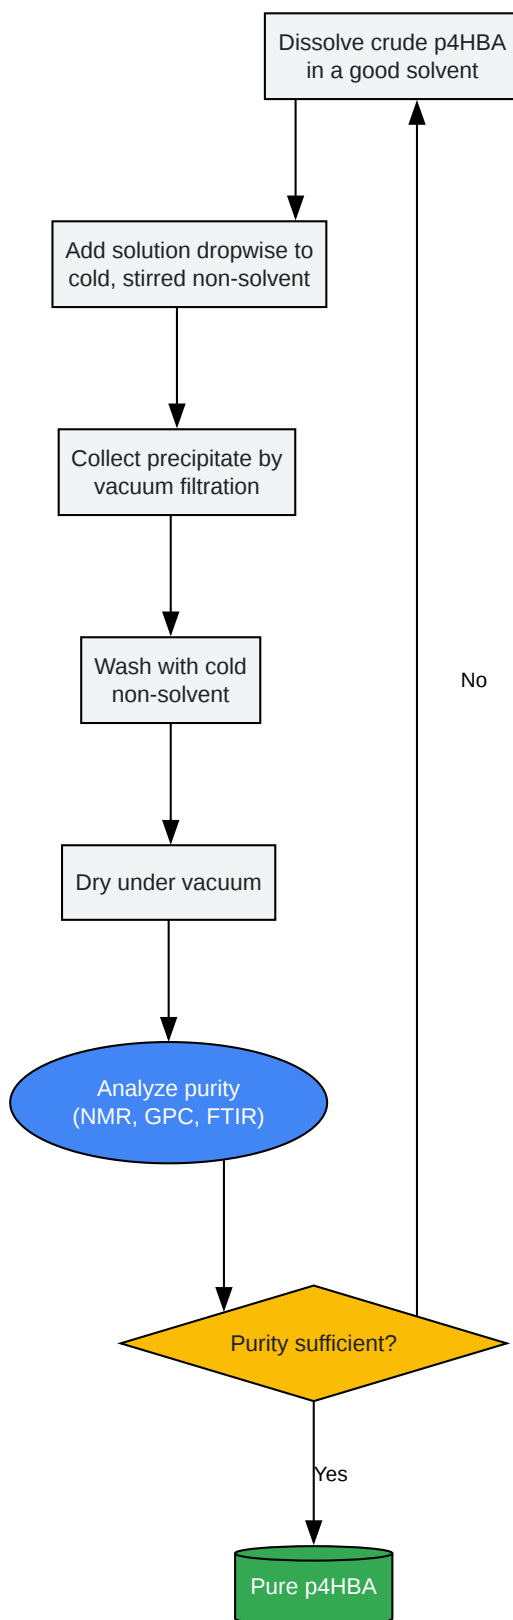 Dissolve crude p4HBA
in a good solvent
Add solution dropwise to
cold, stirred non-solvent
Collect precipitate by
vacuum filtration
Wash with cold
non-solvent
No
Dry under vacuum
Analyze purity
(NMR, GPC, FTIR)
Purity sufficient?
Yes
Pure p4HBA